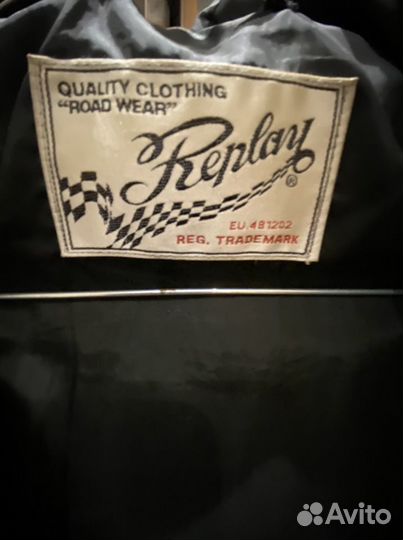 QUALITY CLOTHING
"ROAD WEAR"
Replay
®
EU 481202
REG. TRADEMARK
Avito